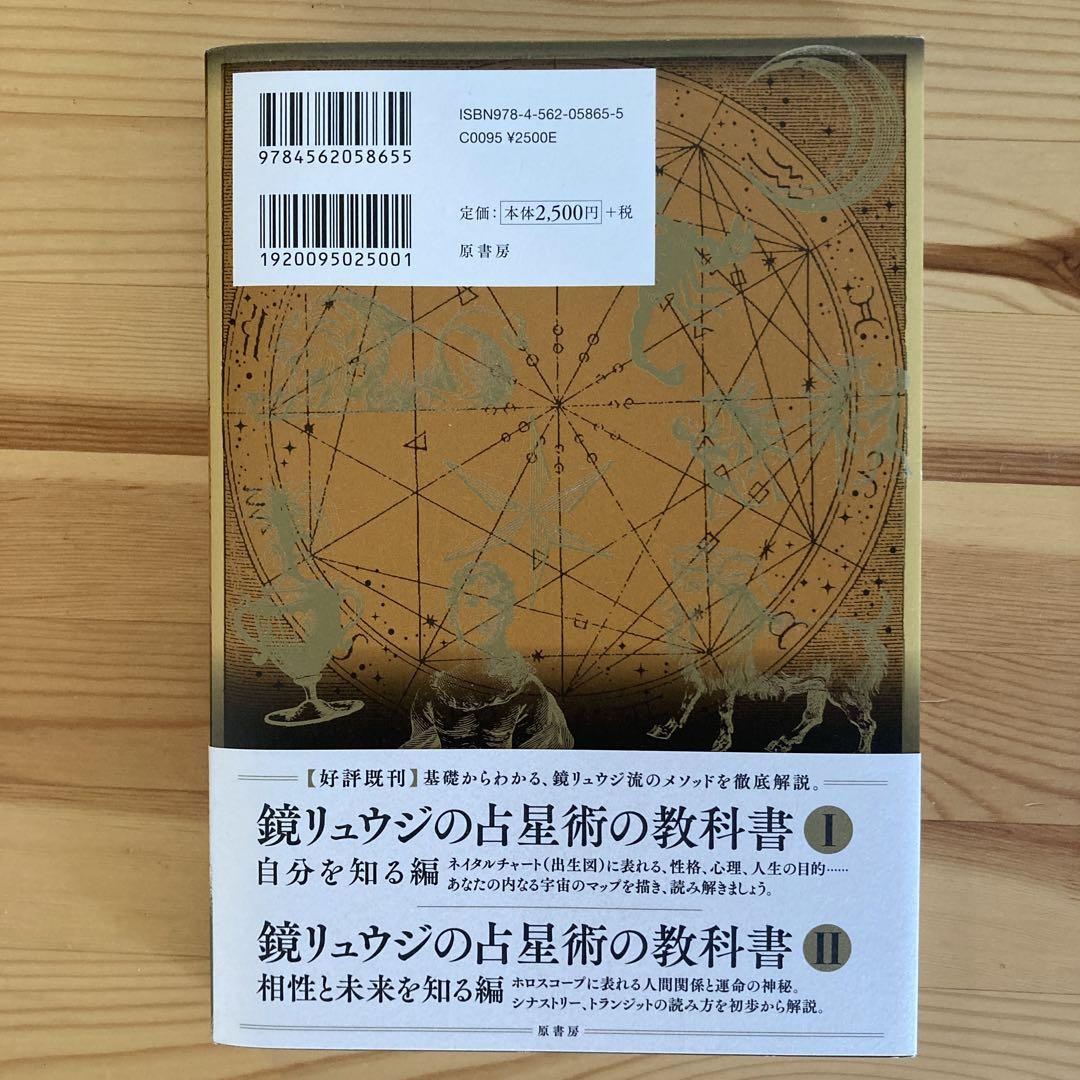 ISBN978-4-562-05865-5
C0095 ¥2500E
9784562058655
定価：本体2,500円+税
1920095025001
原書房
【好評既刊】基礎からわかる、鏡リュウジ流のメソッドを徹底解説。
鏡リュウジの占星術の教科書 I
自分を知る編
ネイタルチャート（出生図）に表れる、性格、心理、人生の目的……
あなたの内なる宇宙のマップを描き、読み解きましょう。
鏡リュウジの占星術の教科書 II
相性と未来を知る編
ホロスコープに表れる人間関係と運命の神秘。
シナストリー、トランジットの読み方を初歩から解説。
原書房